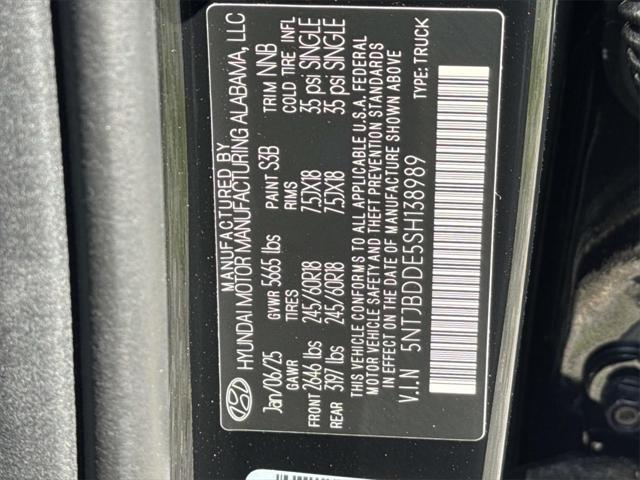 MANUFACTURED BY
HYUNDAI MOTOR MANUFACTURING ALABAMA, LLC
Jan/06/25 GVWR 5665 lbs PAINT S3B TRIM NNB
GAWR TIRES RIMS COLD TIRE INFL
FRONT 2646 lbs 245/60R18 7.5JX18 35 psi SINGLE
REAR 3197 lbs 245/60R18 7.5JX18 35 psi SINGLE
THIS VEHICLE CONFORMS TO ALL APPLICABLE U.S.A. FEDERAL
MOTOR VEHICLE SAFETY AND THEFT PREVENTION STANDARDS
IN EFFECT ON THE DATE OF MANUFACTURE SHOWN ABOVE
V.I.N 5NTJBDDE5SH138989 TYPE: TRUCK